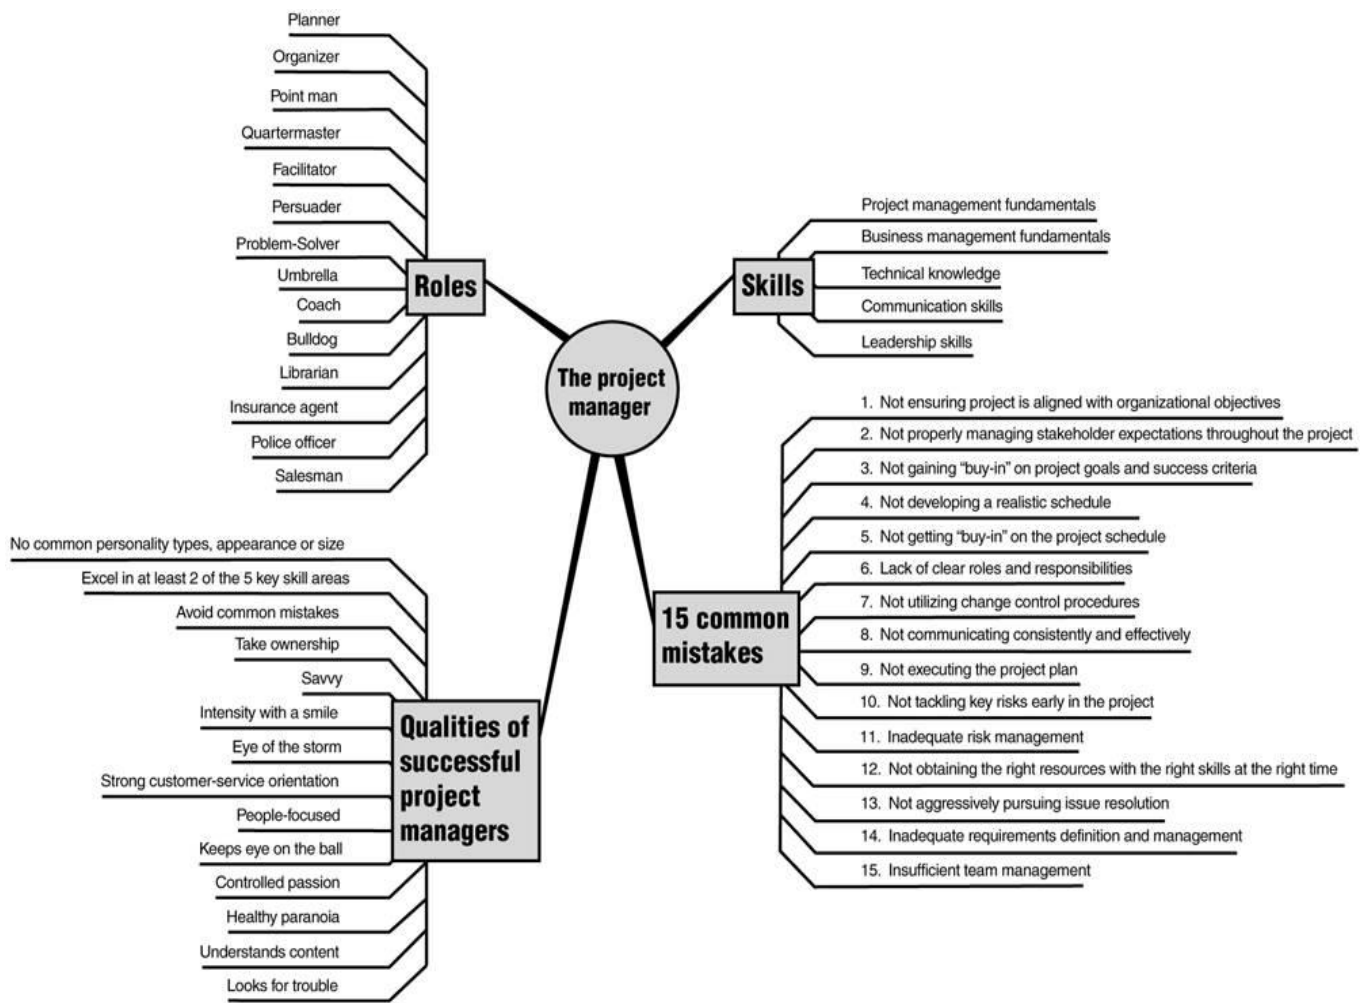 Planner
Organizer
Point man
Quartermaster
Facilitator
Persuader
Problem-Solver
Umbrella
Coach
Bulldog
Librarian
Insurance agent
Police officer
Salesman
Roles
The project
manager
Skills
Project management fundamentals
Business management fundamentals
Technical knowledge
Communication skills
Leadership skills
No common personality types, appearance or size
Excel in at least 2 of the 5 key skill areas
Avoid common mistakes
Take ownership
Savvy
Intensity with a smile
Eye of the storm
Strong customer-service orientation
People-focused
Keeps eye on the ball
Controlled passion
Healthy paranoia
Understands content
Looks for trouble
Qualities of
successful
project
managers
15 common
mistakes
1. Not ensuring project is aligned with organizational objectives
2. Not properly managing stakeholder expectations throughout the project
3. Not gaining “buy-in” on project goals and success criteria
4. Not developing a realistic schedule
5. Not getting “buy-in” on the project schedule
6. Lack of clear roles and responsibilities
7. Not utilizing change control procedures
8. Not communicating consistently and effectively
9. Not executing the project plan
10. Not tackling key risks early in the project
11. Inadequate risk management
12. Not obtaining the right resources with the right skills at the right time
13. Not aggressively pursuing issue resolution
14. Inadequate requirements definition and management
15. Insufficient team management